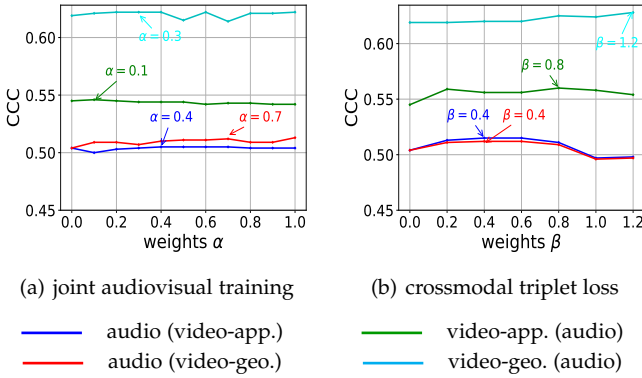 CCC
0.60
0.55
0.50
0.45
α = 0.3
α = 0.1
α = 0.4
α = 0.7
0.0 0.2 0.4 0.6 0.8 1.0
weights α
CCC
0.60
0.55
0.50
0.45
β = 1.2
β = 0.8
β = 0.4
β = 0.4
0.0 0.2 0.4 0.6 0.8 1.0 1.2
weights β
(a) joint audiovisual training
(b) crossmodal triplet loss
audio (video-app.)
video-app. (audio)
audio (video-geo.)
video-geo. (audio)